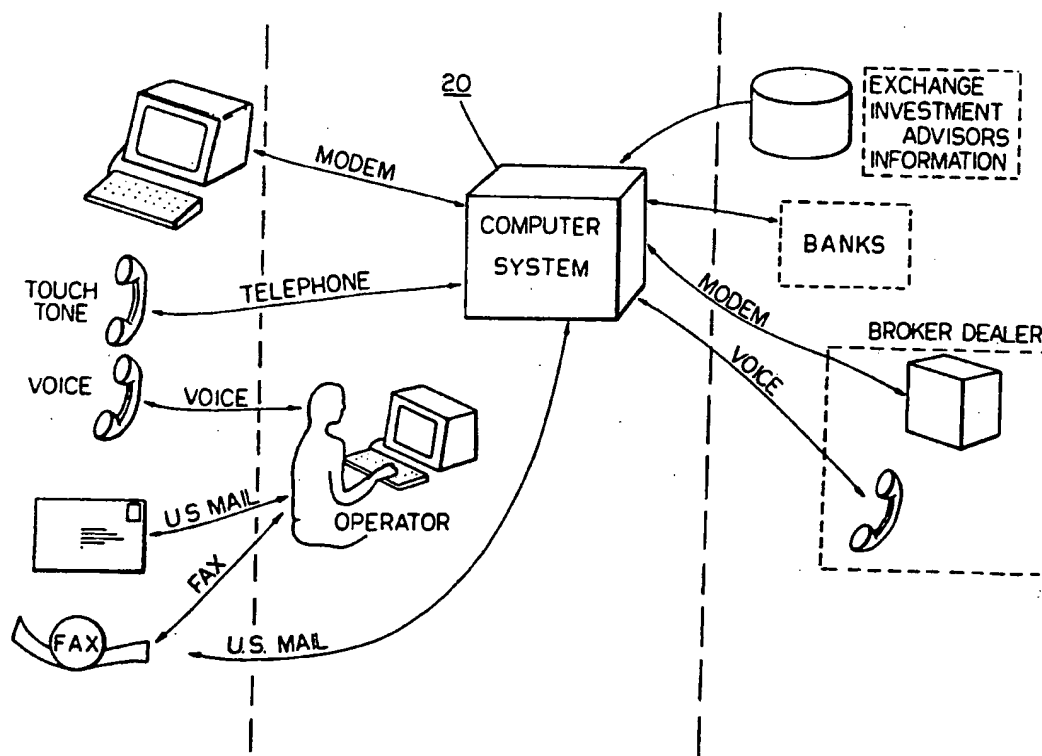 20
EXCHANGE
INVESTMENT
ADVISORS
INFORMATION
MODEM
COMPUTER
SYSTEM
BANKS
TOUCH
TONE
TELEPHONE
MODEM
BROKER DEALER
VOICE
VOICE
VOICE
US MAIL
OPERATOR
FAX
FAX
U.S. MAIL